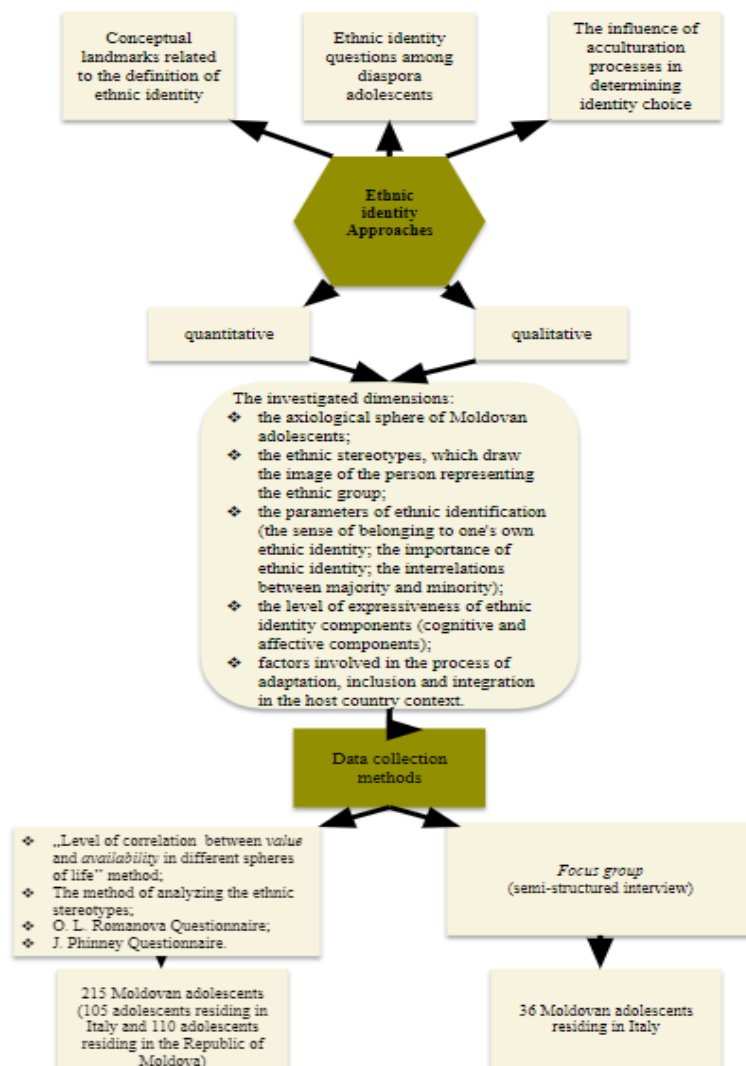 Conceptual
landmarks related
to the definition of
ethnic identity
Ethnic identity
questions among
diaspora
adolescents
The influence of
acculturation
processes in
determining
identity choice
Ethnic
identity
Approaches
quantitative
qualitative
The investigated dimensions:
❖ the axiological sphere of Moldovan
adolescents;
❖ the ethnic stereotypes, which draw
the image of the person representing
the ethnic group;
❖ the parameters of ethnic identification
(the sense of belonging to one's own
ethnic identity; the importance of
ethnic identity; the interrelations
between majority and minority);
❖ the level of expressiveness of ethnic
identity components (cognitive and
affective components);
❖ factors involved in the process of
adaptation, inclusion and integration
in the host country context.
Data collection
methods
❖ „Level of correlation between value
and availability in different spheres
of life” method;
❖ The method of analyzing the ethnic
stereotypes;
❖ O. L. Romanova Questionnaire;
❖ J. Phinney Questionnaire.
Focus group
(semi-structured interview)
215 Moldovan adolescents
(105 adolescents residing in
Italy and 110 adolescents
residing in the Republic of
Moldova)
36 Moldovan adolescents
residing in Italy